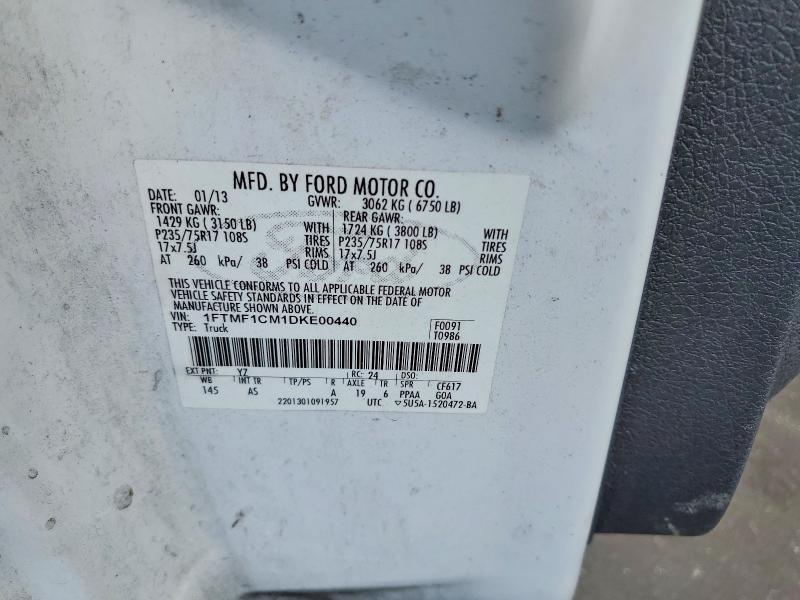 MFD. BY FORD MOTOR CO.
DATE: 01/13 GVWR: 3062 KG ( 6750 LB)
FRONT GAWR: REAR GAWR:
1429 KG ( 3150 LB) WITH 1724 KG ( 3800 LB) WITH
P235/75R17 108S TIRES P235/75R17 108S TIRES
17x7.5J RIMS 17x7.5J RIMS
AT 260 kPa/ 38 PSI COLD AT 260 kPa/ 38 PSI COLD
THIS VEHICLE CONFORMS TO ALL APPLICABLE FEDERAL MOTOR
VEHICLE SAFETY STANDARDS IN EFFECT ON THE DATE OF
MANUFACTURE SHOWN ABOVE.
VIN: 1FTMF1CM1DKE00440 F0091
TYPE: Truck T0986
EXT PNT: YZ RC: 24 DSO:
WB INT TR TP/PS R AXLE TR SPR CF617
145 AS A 19 6 PPAA GOA
2201301091957 UTC ▽5U5A-1520472-BA